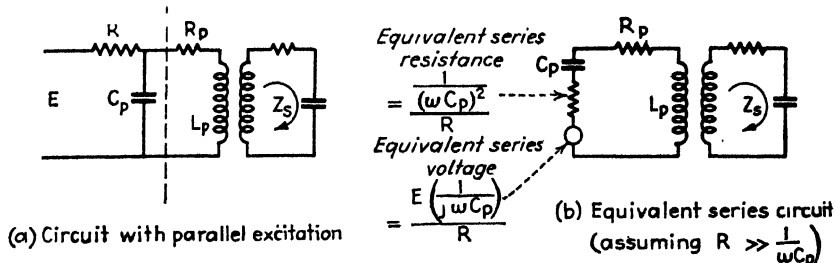 R
Rp
E
Cp
Lp
Zs
(a) Circuit with parallel excitation
Equivalent series
resistance
= 1/(ωCp)² / R
Equivalent series
voltage
= E (1/jωCp) / R
Cp
Rp
Lp
Zs
(b) Equivalent series circuit
(assuming R >> 1/ωCp)